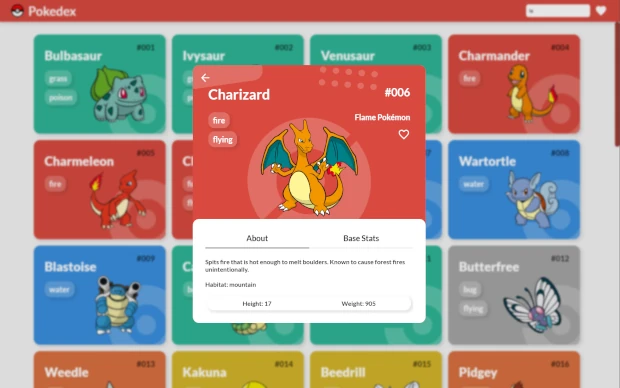 Pokedex
Bulbasaur
#001
grass
poison
Ivysaur
#002
Venusaur
#003
Charmander
#004
fire
Charizard
#006
fire
flying
Flame Pokémon
Charmeleon
#005
fire
Wartortle
#008
water
About
Base Stats
Spits fire that is hot enough to melt boulders. Known to cause forest fires
unintentionally.
Habitat: mountain
Height: 17
Weight: 905
Blastoise
#009
water
Butterfree
#012
bug
flying
Weedle
#013
Kakuna
#014
Beedrill
#015
Pidgey
#016